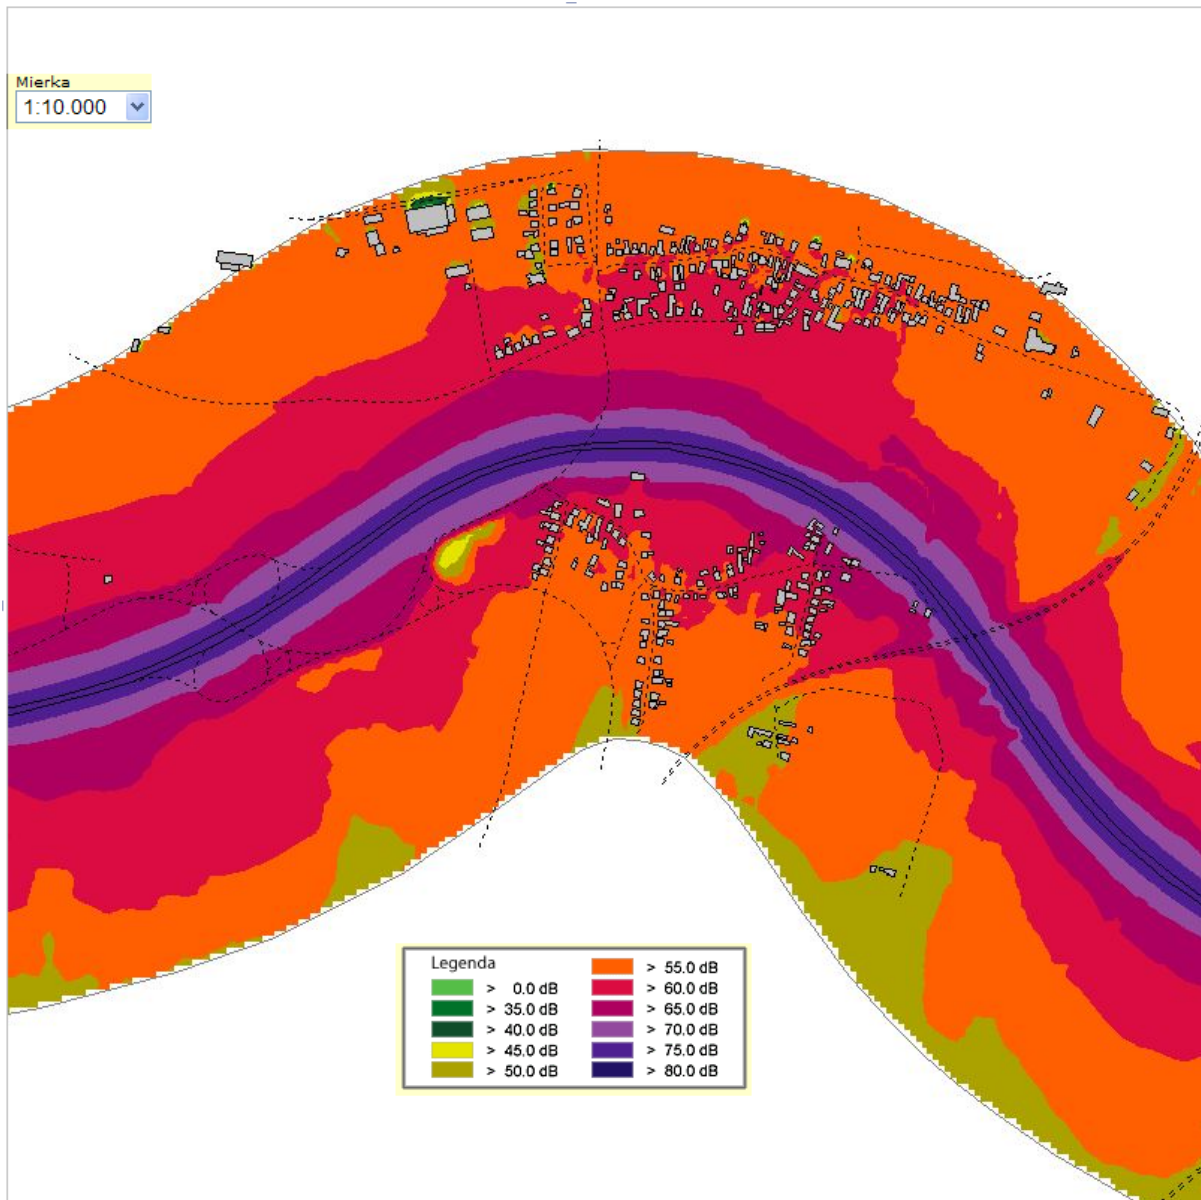 Mierka
1:10.000
Legenda
> 0.0 dB
> 35.0 dB
> 40.0 dB
> 45.0 dB
> 50.0 dB
> 55.0 dB
> 60.0 dB
> 65.0 dB
> 70.0 dB
> 75.0 dB
> 80.0 dB